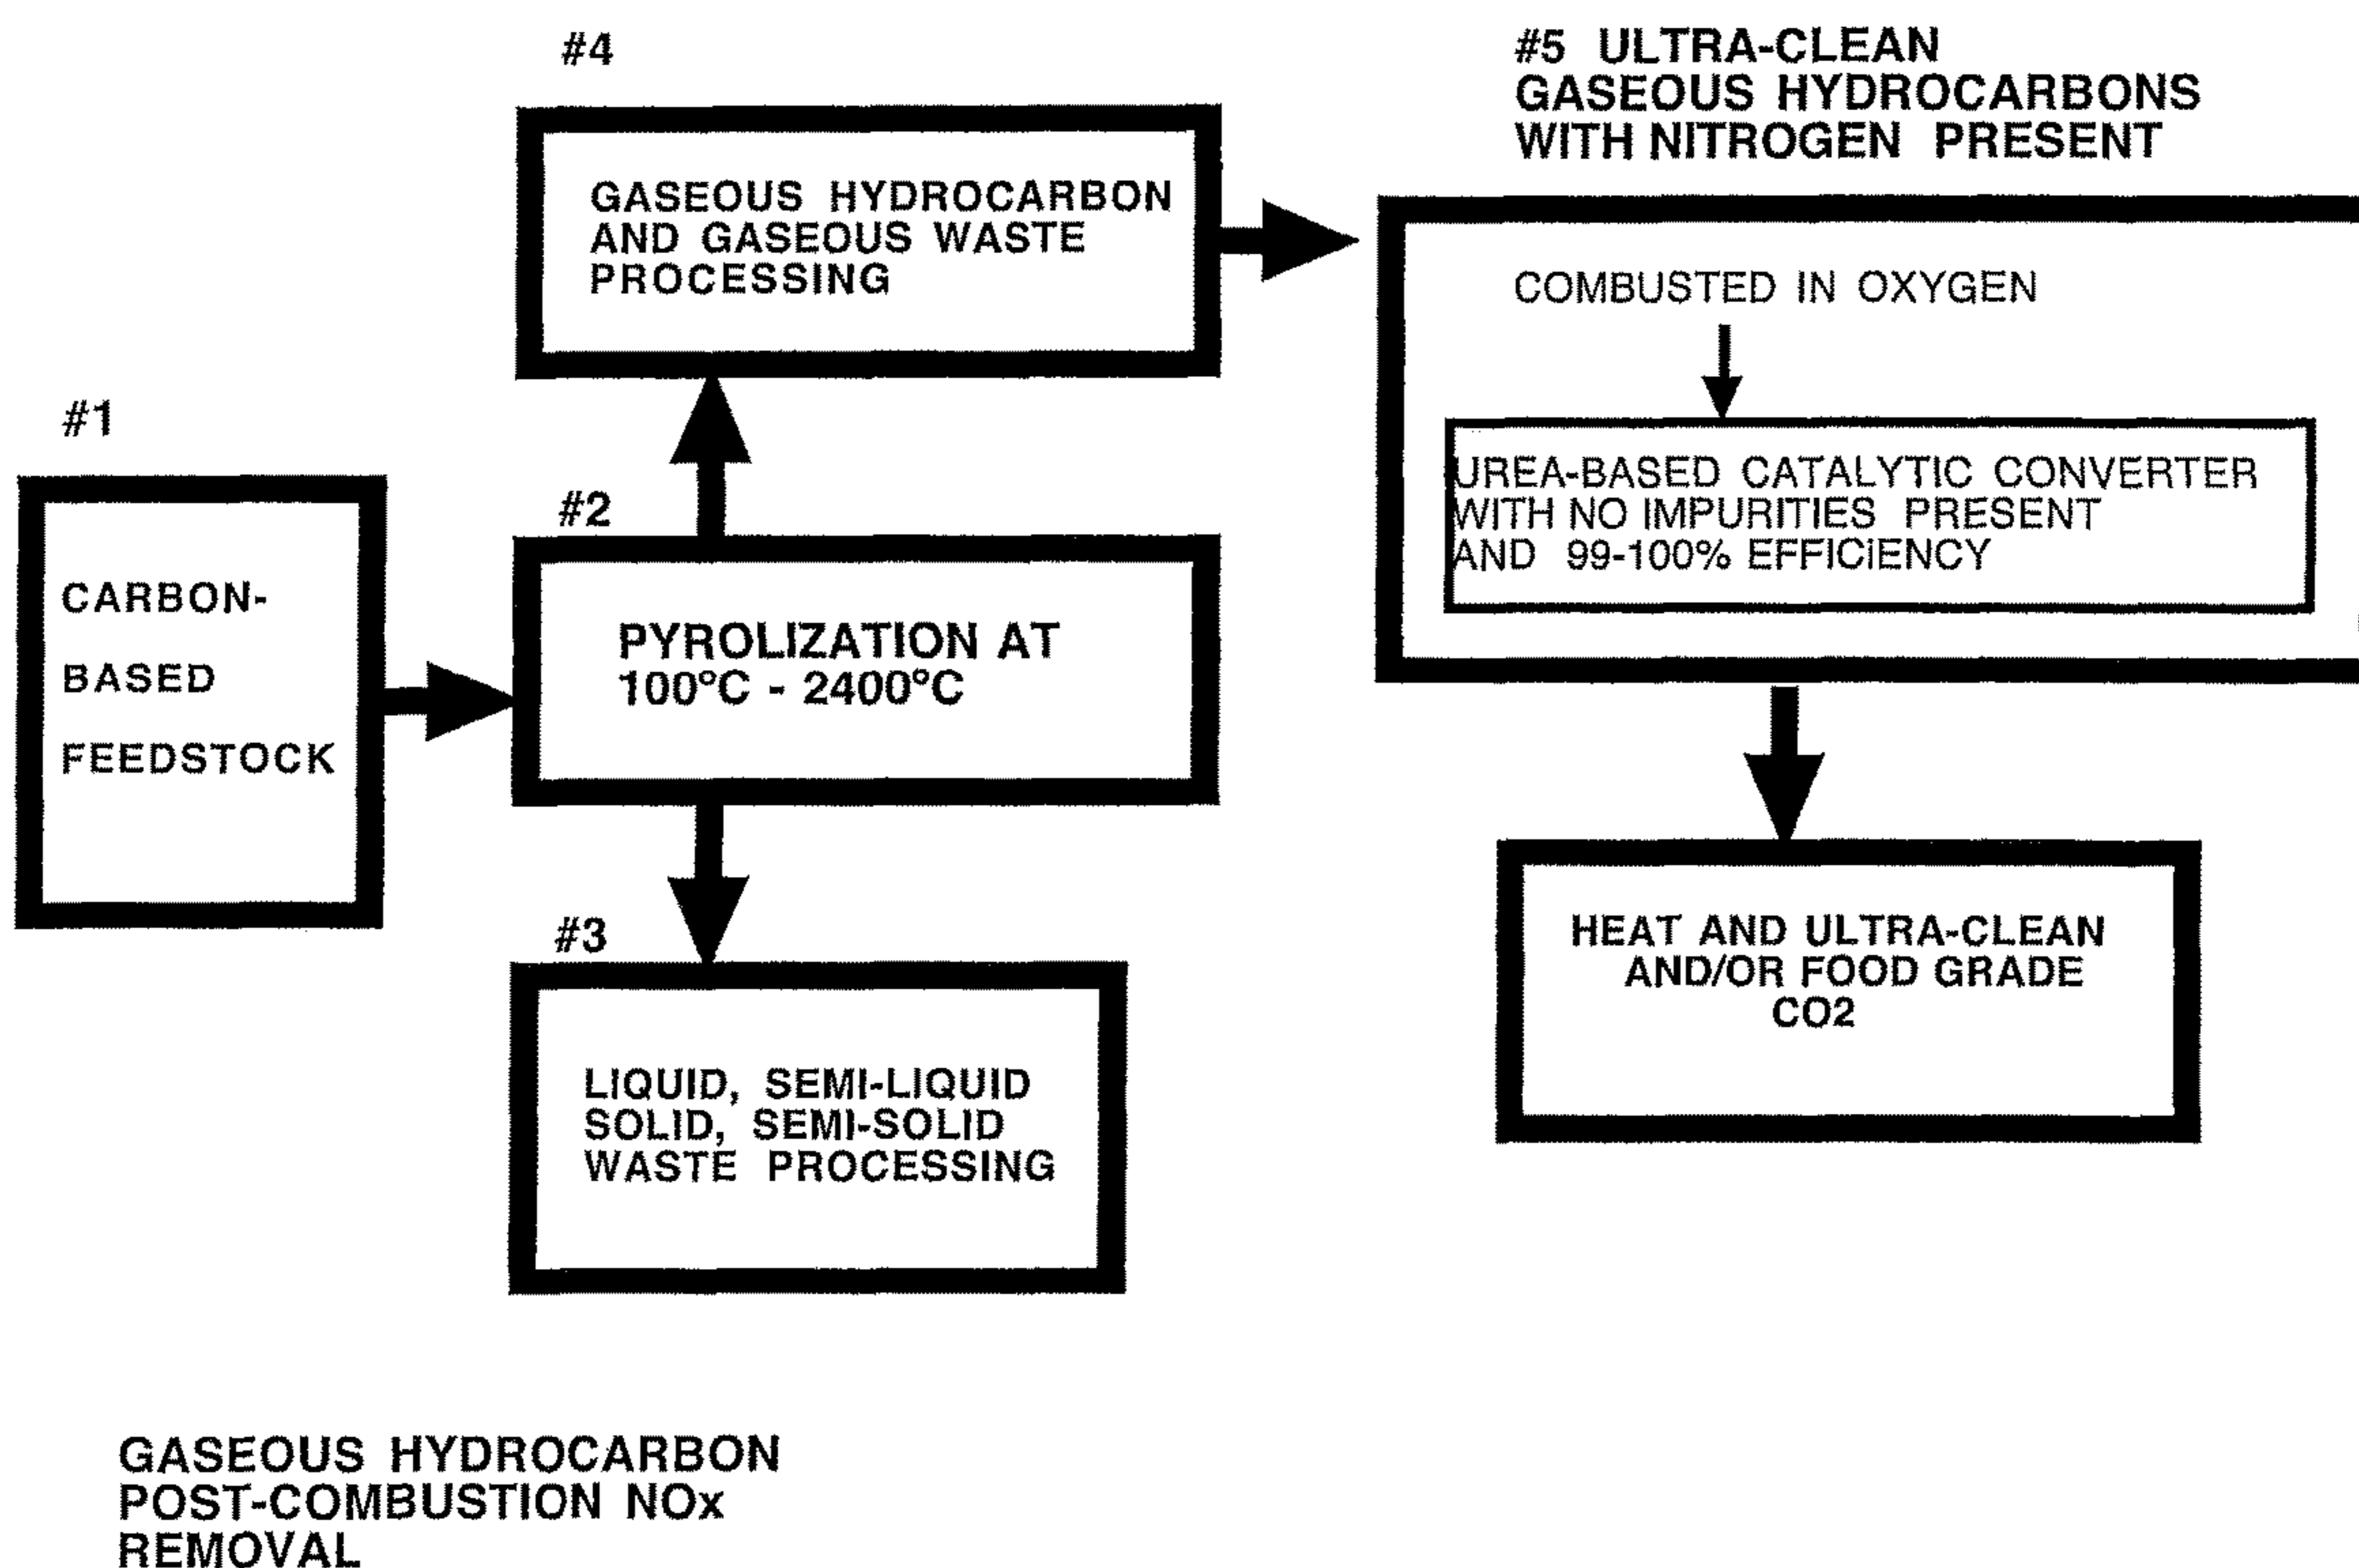 #4
GASEOUS HYDROCARBON
AND GASEOUS WASTE
PROCESSING
#5 ULTRA-CLEAN
GASEOUS HYDROCARBONS
WITH NITROGEN PRESENT
COMBUSTED IN OXYGEN
UREA-BASED CATALYTIC CONVERTER
WITH NO IMPURITIES PRESENT
AND 99-100% EFFICiENCY
#1
CARBON-
BASED
FEEDSTOCK
#2
PYROLIZATION AT
100°C - 2400°C
#3
LIQUID, SEMI-LIQUID
SOLID, SEMI-SOLID
WASTE PROCESSING
HEAT AND ULTRA-CLEAN
AND/OR FOOD GRADE
CO2
GASEOUS HYDROCARBON
POST-COMBUSTION NOx
REMOVAL